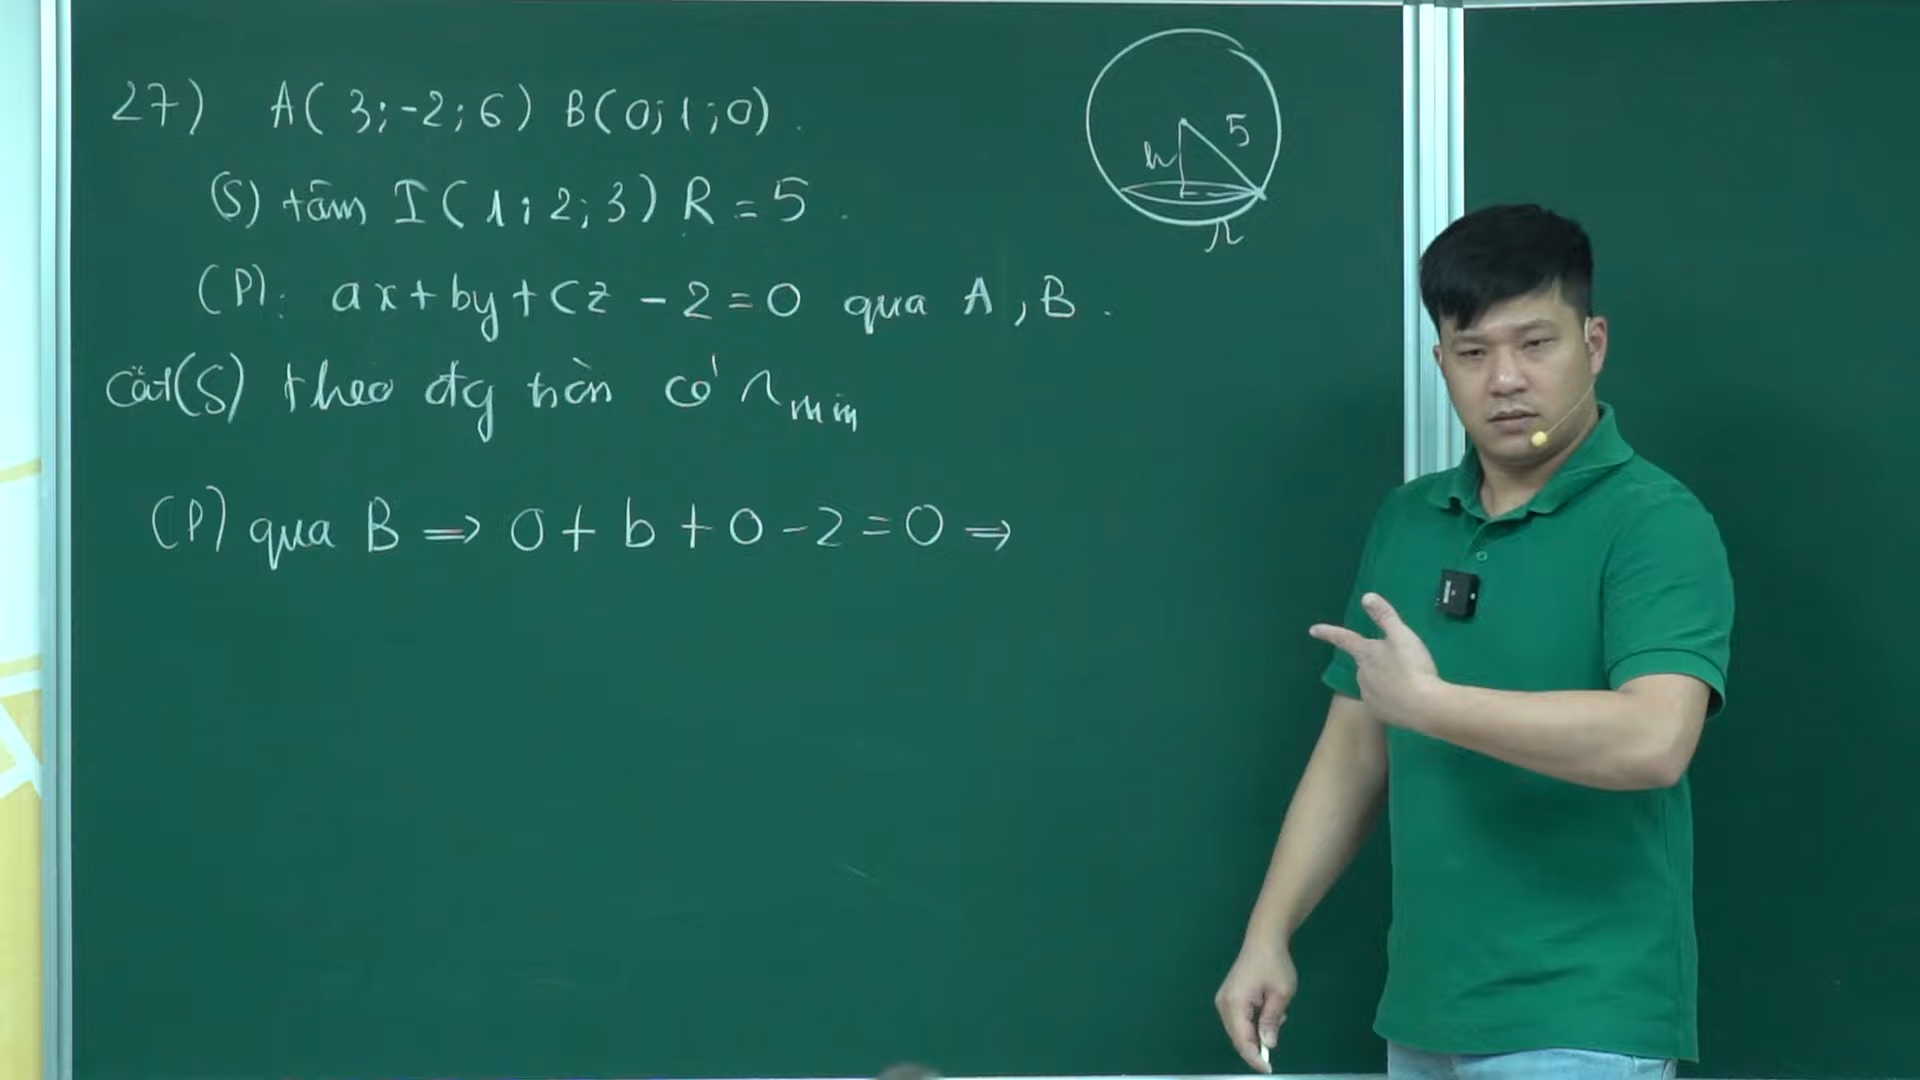 27) A(3;-2;6) B(0;1;0).
(S) tâm I(1;2;3) R=5.
(P): ax+by+cz-2=0 qua A, B.
cắt(S) theo đg tròn có r min
(P) qua B ⇒ 0+b+0-2=0 ⇒
5
h
r